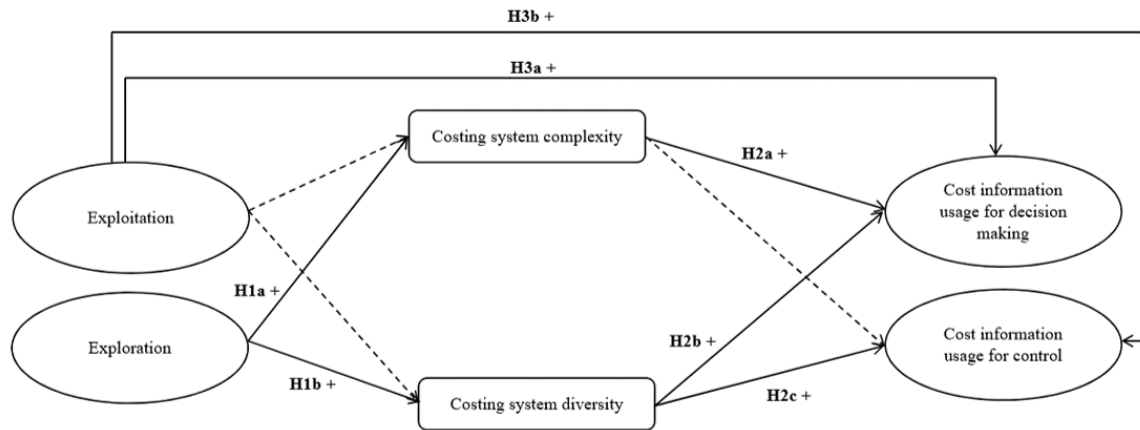 H3b +
H3a +
Costing system complexity
H2a +
Exploitation
Cost information
usage for decision
making
H1a +
Exploration
H2b +
Cost information
usage for control
H1b +
Costing system diversity
H2c +